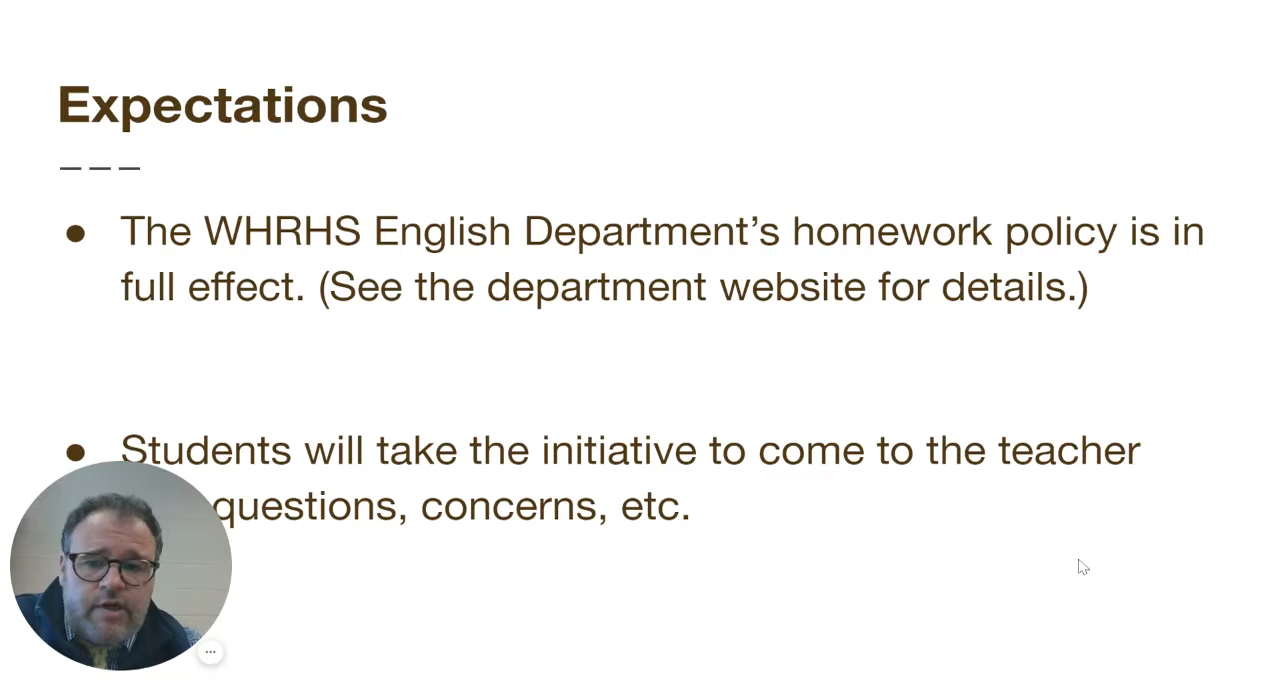 Expectations
● The WHRHS English Department’s homework policy is in
full effect. (See the department website for details.)
● Students will take the initiative to come to the teacher
questions, concerns, etc.